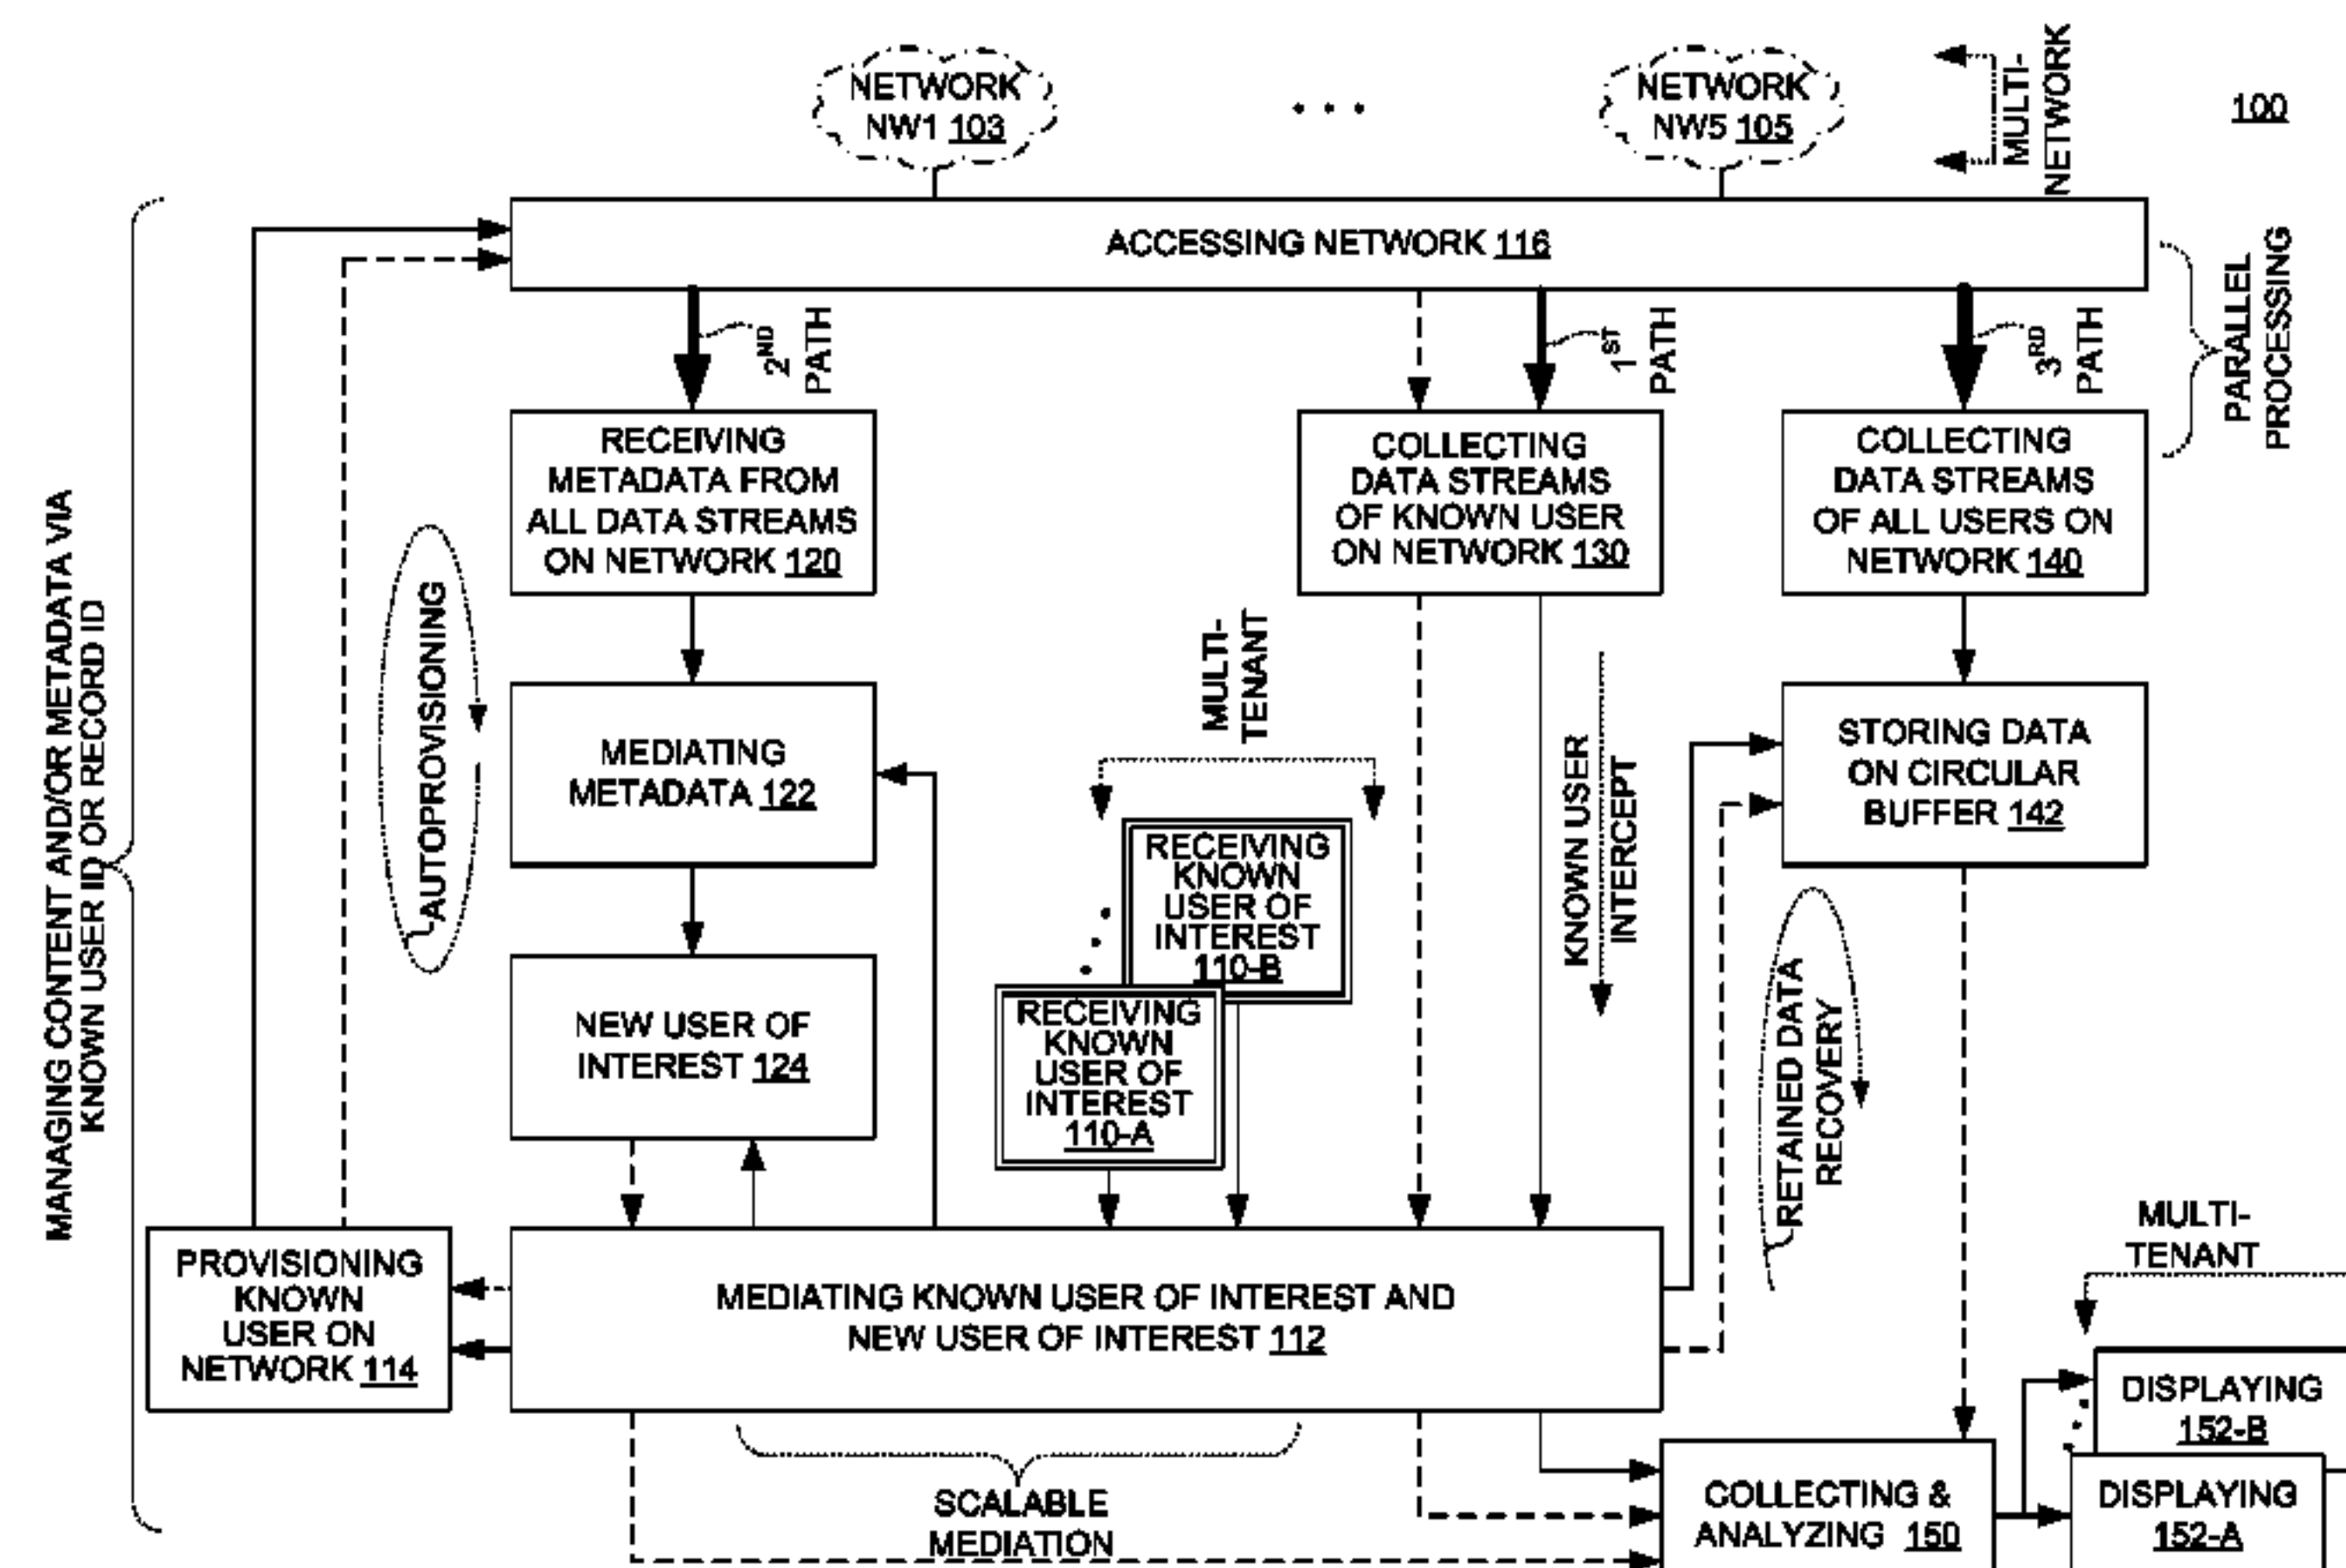 NETWORK
NW1 103
NETWORK
NW5 105
MULTI-
NETWORK
100
ACCESSING NETWORK 116
2ND
PATH
1ST
PATH
3RD
PATH
PARALLEL
PROCESSING
RECEIVING
METADATA FROM
ALL DATA STREAMS
ON NETWORK 120
COLLECTING
DATA STREAMS
OF KNOWN USER
ON NETWORK 130
COLLECTING
DATA STREAMS
OF ALL USERS ON
NETWORK 140
MANAGING CONTENT AND/OR METADATA VIA
KNOWN USER ID OR RECORD ID
AUTOPROVISIONING
MULTI-
TENANT
MEDIATING
METADATA 122
KNOWN USER
INTERCEPT
STORING DATA
ON CIRCULAR
BUFFER 142
RECEIVING
KNOWN
USER OF
INTEREST
110-B
NEW USER OF
INTEREST 124
RECEIVING
KNOWN
USER OF
INTEREST
110-A
RETAINED DATA
RECOVERY
PROVISIONING
KNOWN
USER ON
NETWORK 114
MEDIATING KNOWN USER OF INTEREST AND
NEW USER OF INTEREST 112
MULTI-
TENANT
DISPLAYING
152-B
SCALABLE
MEDIATION
COLLECTING &
ANALYZING 150
DISPLAYING
152-A